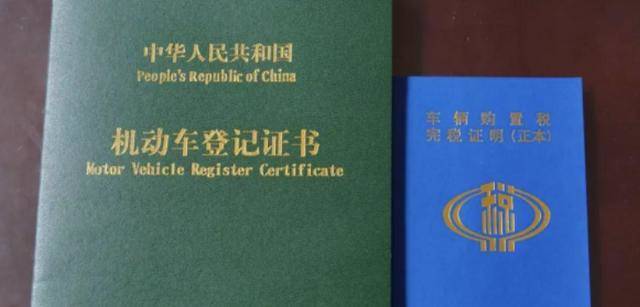 中华人民共和国
People's Republic of China
机动车登记证书
Motor Vehicle Register Certificate
车辆购置税
完税证明(正本)
税